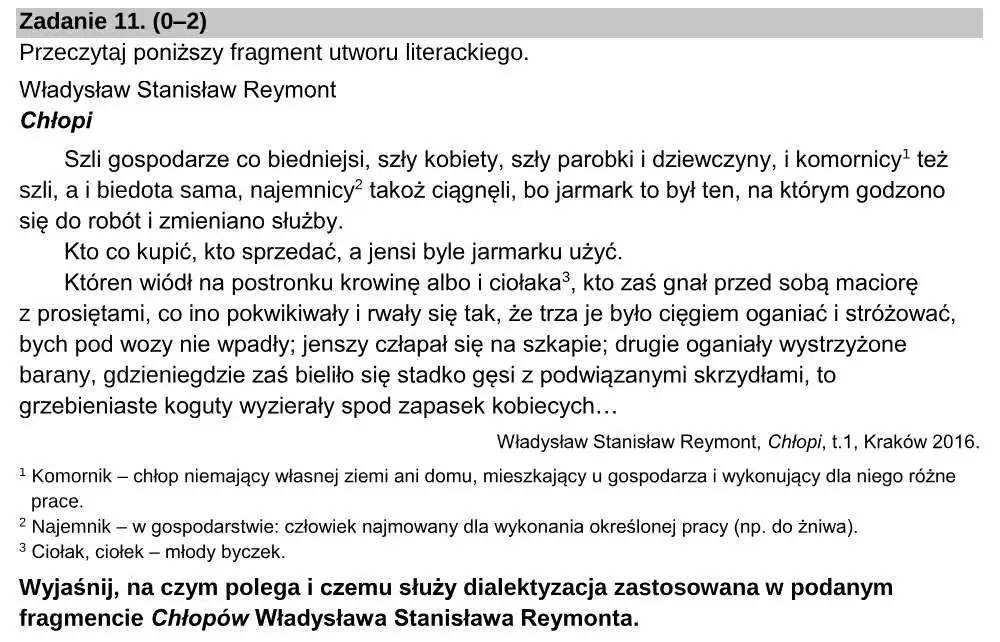 Zadanie 11. (0–2)
Przeczytaj poniższy fragment utworu literackiego.
Władysław Stanisław Reymont
Chłopi
Szli gospodarze co biedniejsi, szły kobiety, szły parobki i dziewczyny, i komornicy¹ też
szli, a i biedota sama, najemnicy² takoż ciągnęli, bo jarmark to był ten, na którym godzono
się do robót i zmieniano służby.
Kto co kupić, kto sprzedać, a jensi byle jarmarku użyć.
Któren wiódł na postronku krowinę albo i ciołaka³, kto zaś gnał przed sobą maciorę
z prosiętami, co ino pokwikiwały i rwały się tak, że trza je było cięgiem oganiać i stróżować,
bych pod wozy nie wpadły; jenszy człapał się na szkapie; drugie oganiały wystrzyżone
barany, gdzieniegdzie zaś bieliło się stadko gęsi z podwiązanymi skrzydłami, to
grzebieniaste koguty wyzierały spod zapasek kobiecych…
Władysław Stanisław Reymont, Chłopi, t.1, Kraków 2016.
¹ Komornik – chłop niemający własnej ziemi ani domu, mieszkający u gospodarza i wykonujący dla niego różne
prace.
² Najemnik – w gospodarstwie: człowiek najmowany dla wykonania określonej pracy (np. do żniwa).
³ Ciołak, ciołek – młody byczek.
Wyjaśnij, na czym polega i czemu służy dialektyzacja zastosowana w podanym
fragmencie Chłopów Władysława Stanisława Reymonta.